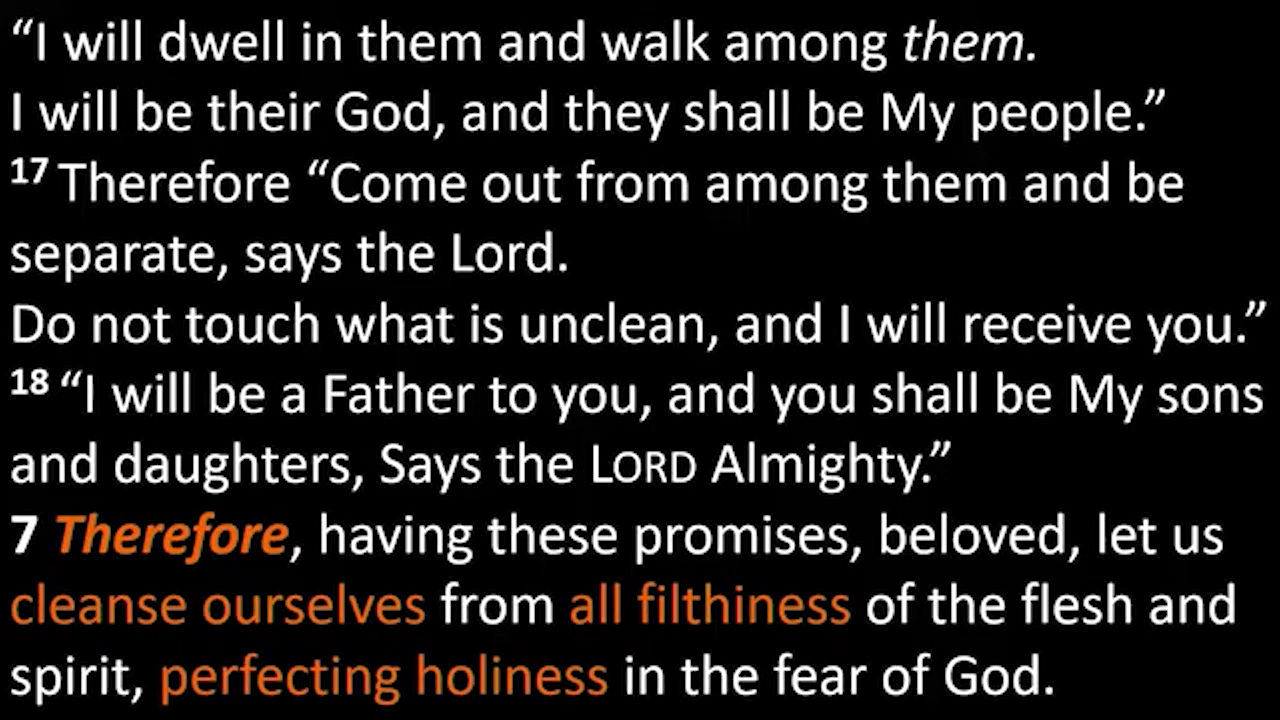 “I will dwell in them and walk among them.
I will be their God, and they shall be My people.”
17 Therefore “Come out from among them and be
separate, says the Lord.
Do not touch what is unclean, and I will receive you.”
18 “I will be a Father to you, and you shall be My sons
and daughters, Says the LORD Almighty.”
7 Therefore, having these promises, beloved, let us
cleanse ourselves from all filthiness of the flesh and
spirit, perfecting holiness in the fear of God.